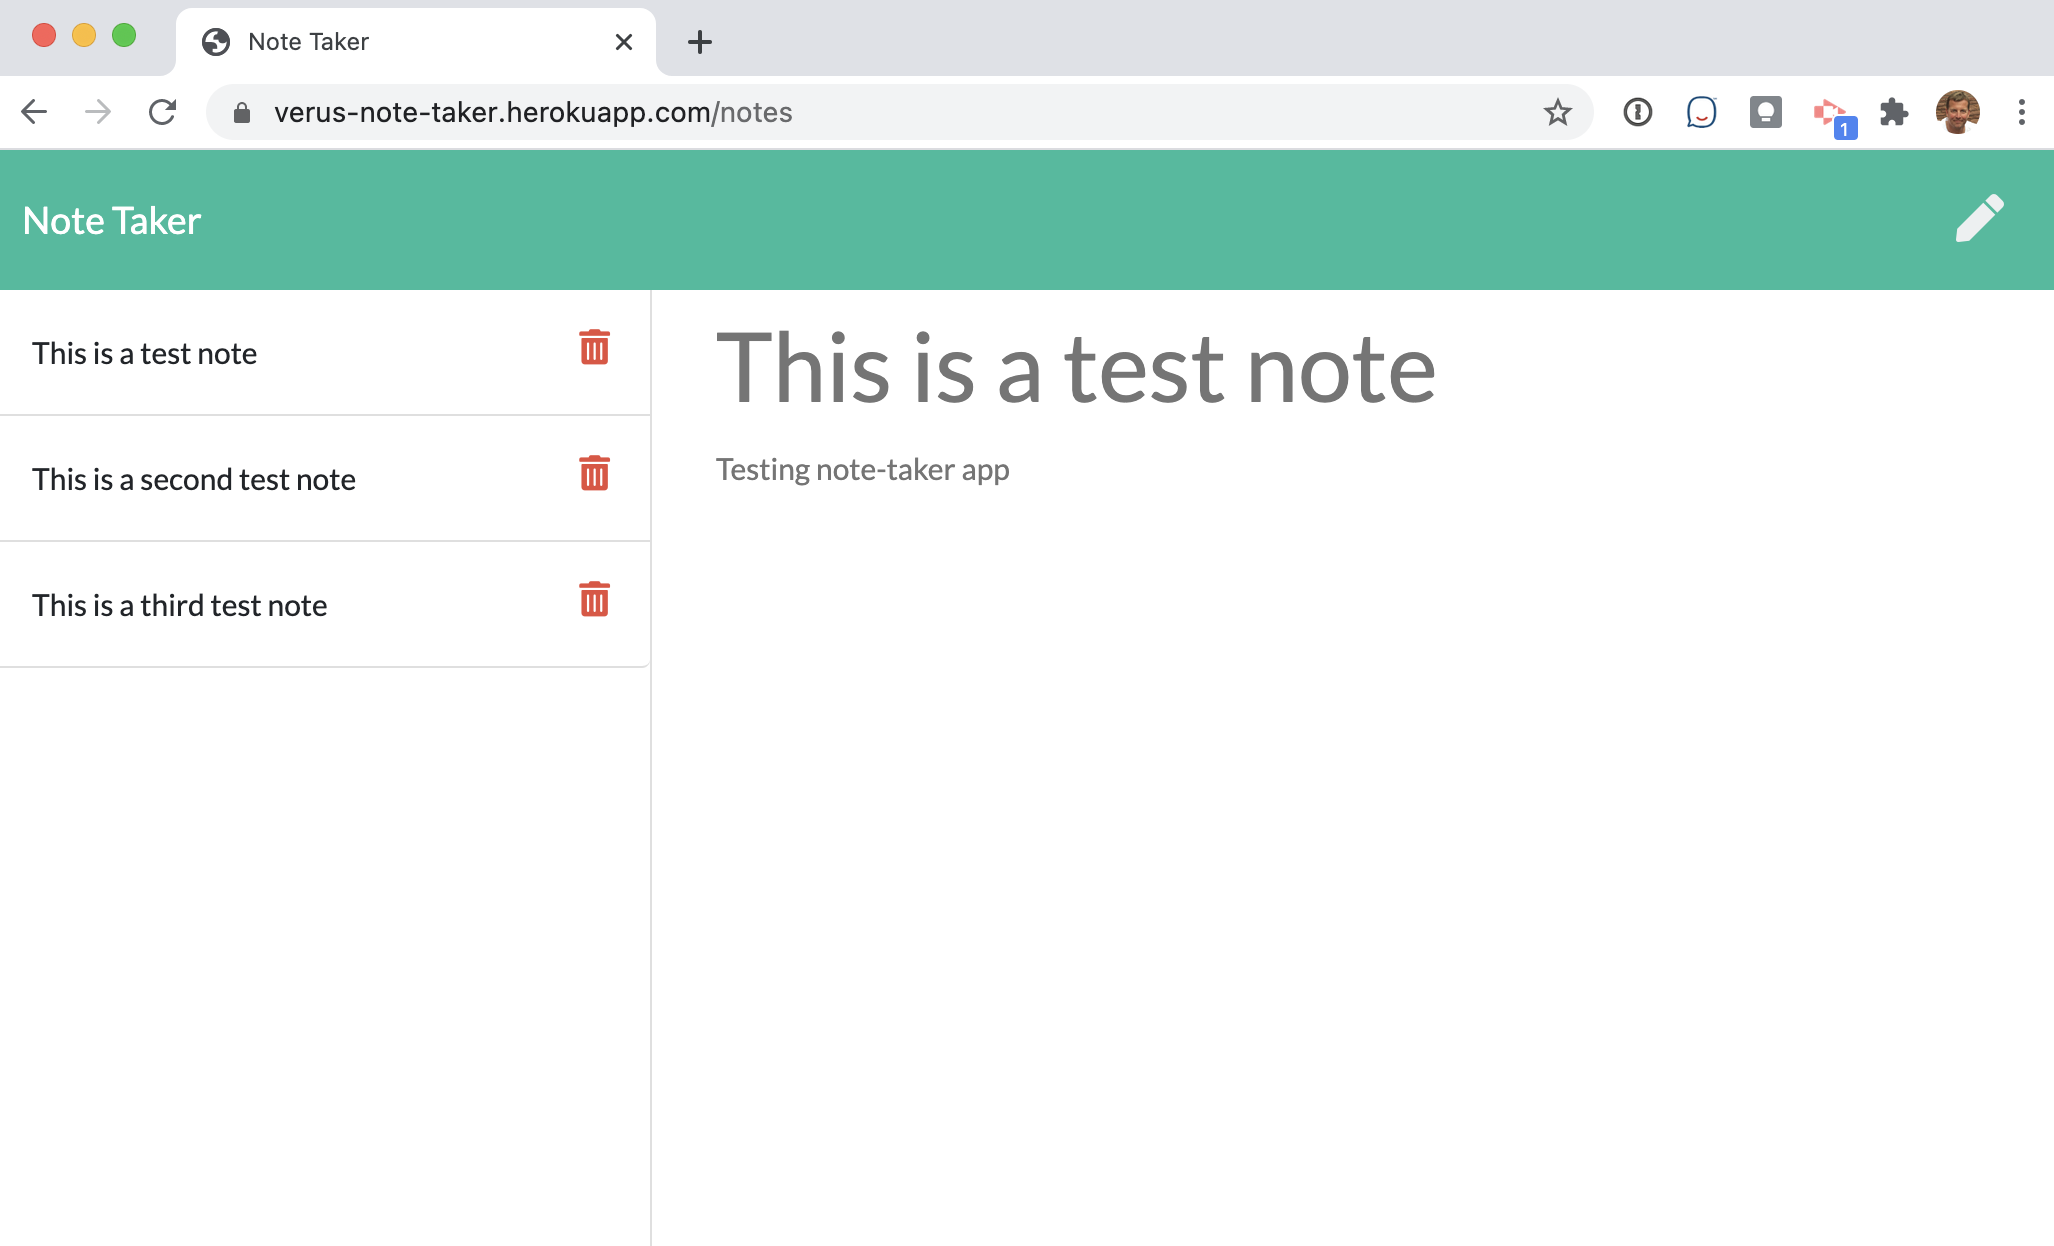 Note Taker
verus-note-taker.herokuapp.com/notes
1
Note Taker
This is a test note
This is a second test note
This is a third test note
This is a test note
Testing note-taker app